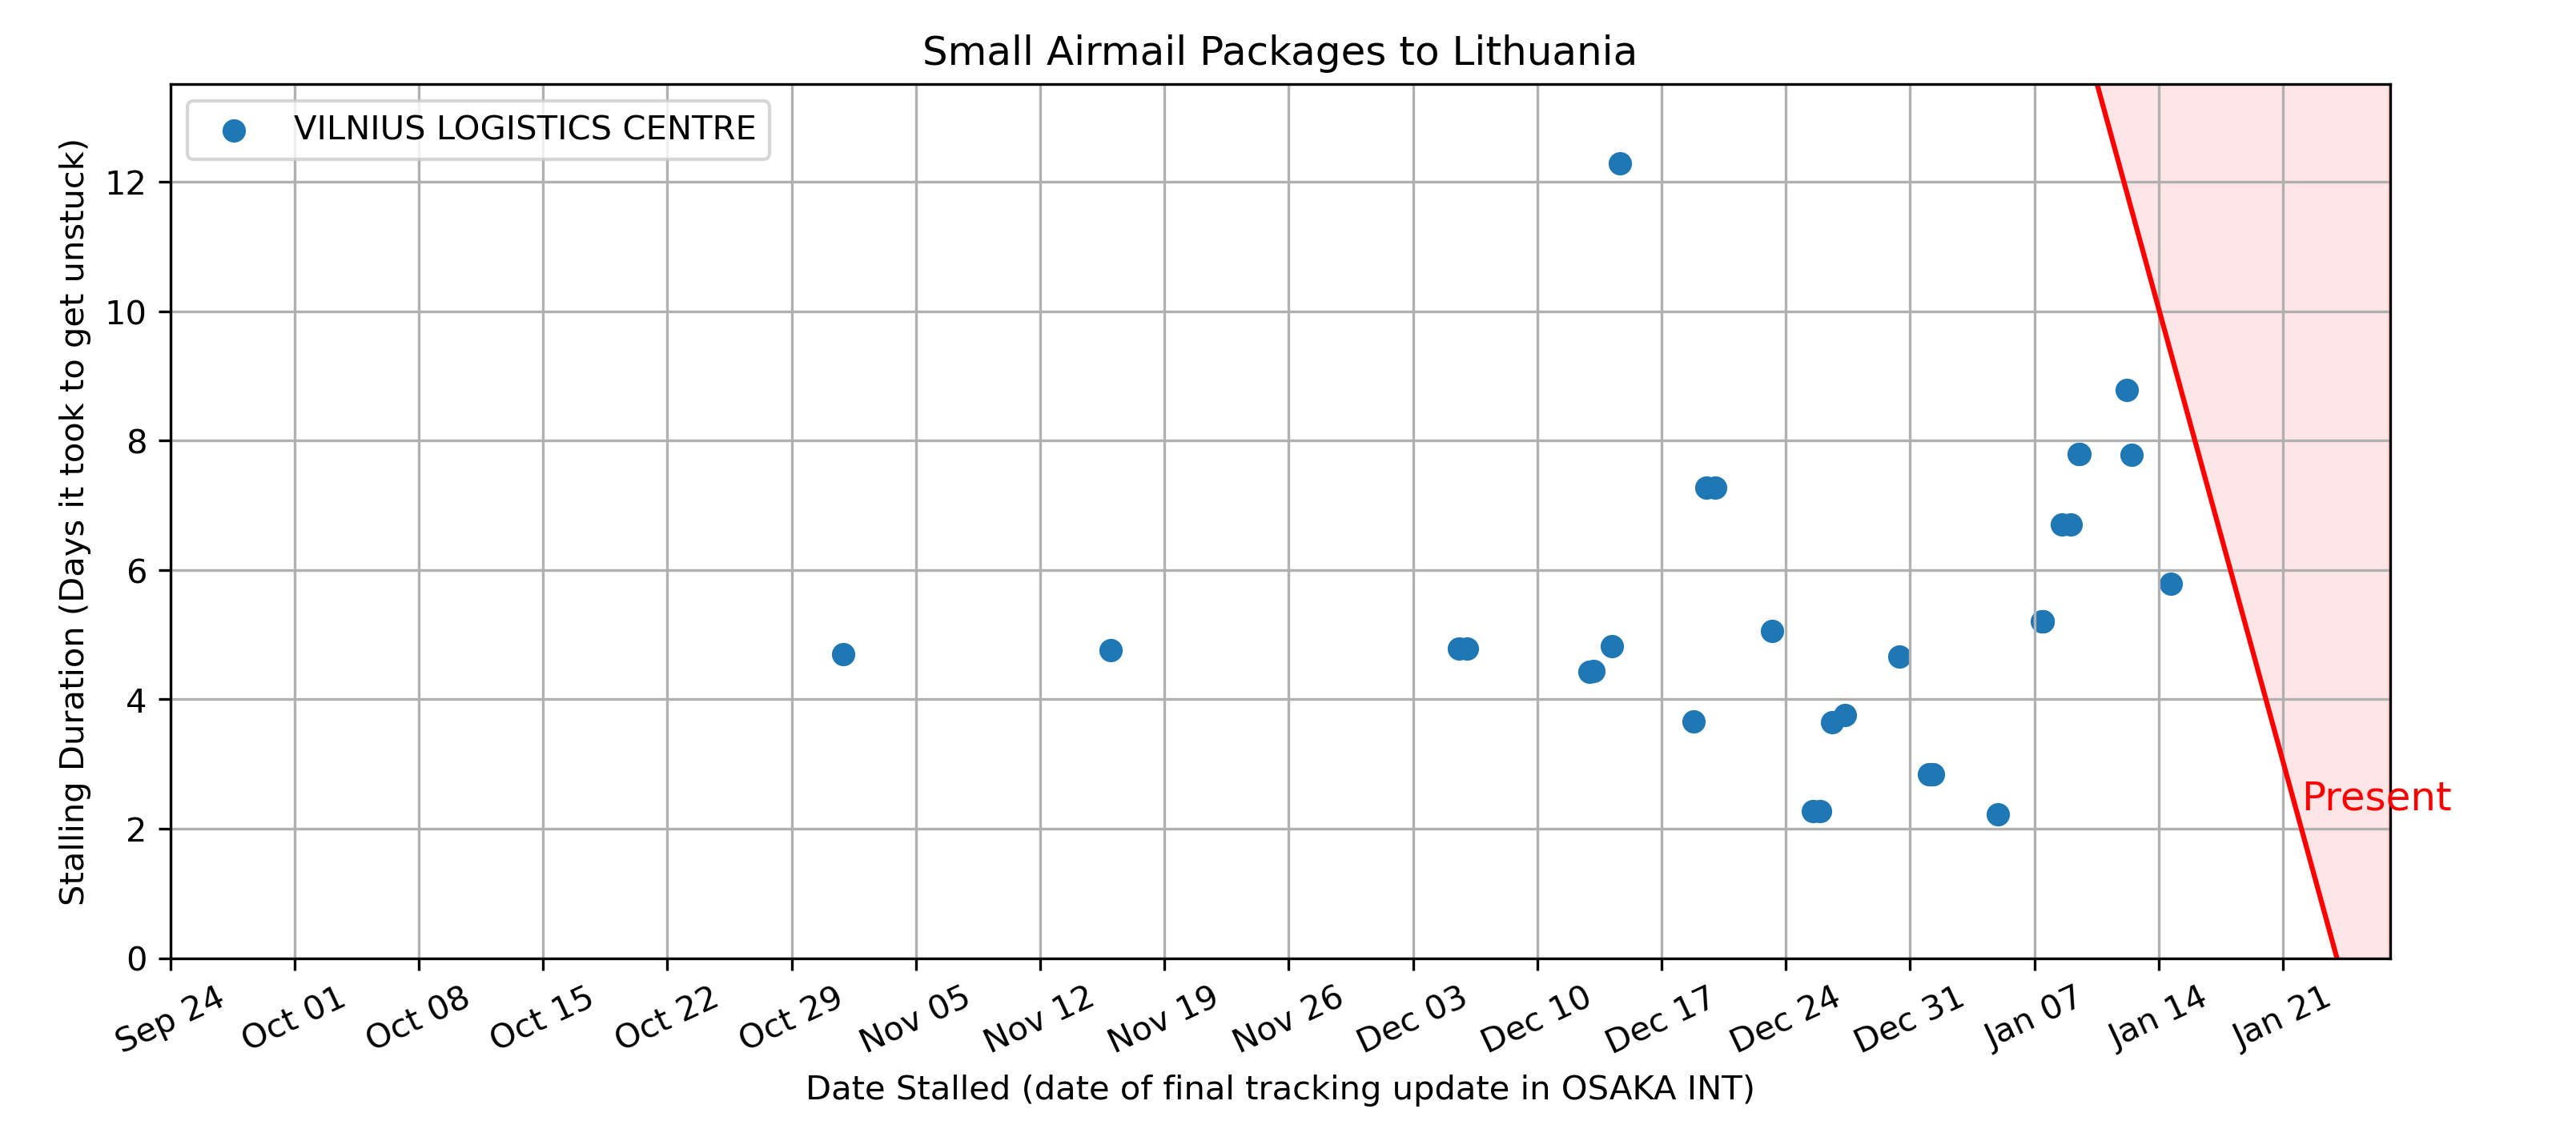 Small Airmail Packages to Lithuania
VILNIUS LOGISTICS CENTRE
Stalling Duration (Days it took to get unstuck)
12
10
8
6
4
2
0
Present
Sep 24
Oct 01
Oct 08
Oct 15
Oct 22
Oct 29
Nov 05
Nov 12
Nov 19
Nov 26
Dec 03
Dec 10
Dec 17
Dec 24
Dec 31
Jan 07
Jan 14
Jan 21
Date Stalled (date of final tracking update in OSAKA INT)